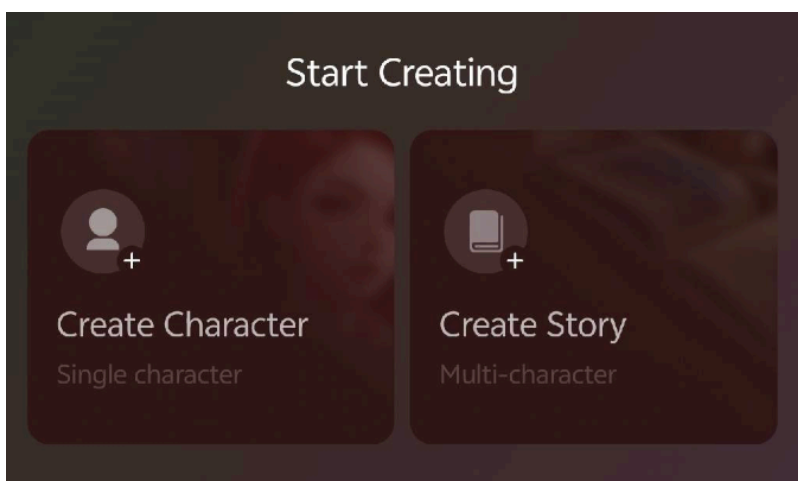 Start Creating
Create Character
Single character
Create Story
Multi-character